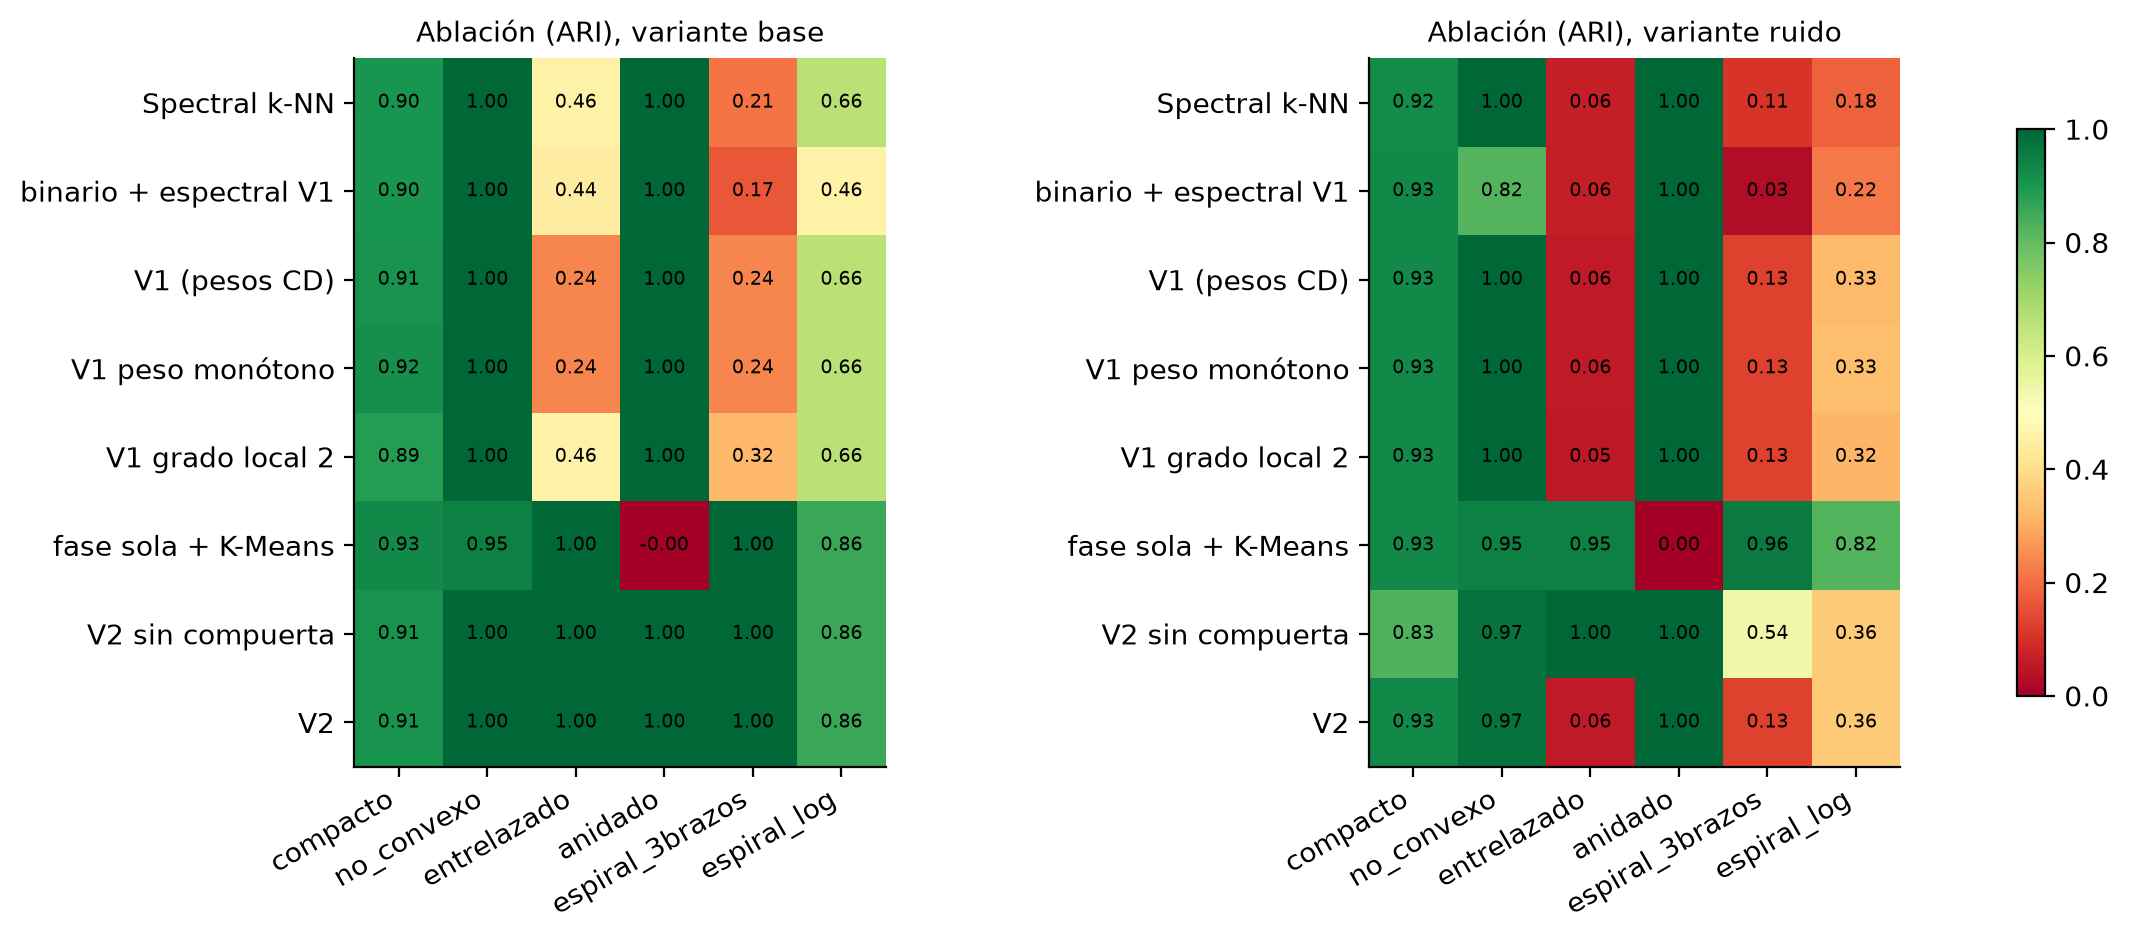 Ablación (ARI), variante base
Spectral k-NN 0.90 1.00 0.46 1.00 0.21 0.66
binario + espectral V1 0.90 1.00 0.44 1.00 0.17 0.46
V1 (pesos CD) 0.91 1.00 0.24 1.00 0.24 0.66
V1 peso monótono 0.92 1.00 0.24 1.00 0.24 0.66
V1 grado local 2 0.89 1.00 0.46 1.00 0.32 0.66
fase sola + K-Means 0.93 0.95 1.00 -0.00 1.00 0.86
V2 sin compuerta 0.91 1.00 1.00 1.00 1.00 0.86
V2 0.91 1.00 1.00 1.00 1.00 0.86
compacto
no_convexo
entrelazado
anidado
espiral_3brazos
espiral_log
Ablación (ARI), variante ruido
Spectral k-NN 0.92 1.00 0.06 1.00 0.11 0.18
binario + espectral V1 0.93 0.82 0.06 1.00 0.03 0.22
V1 (pesos CD) 0.93 1.00 0.06 1.00 0.13 0.33
V1 peso monótono 0.93 1.00 0.06 1.00 0.13 0.33
V1 grado local 2 0.93 1.00 0.05 1.00 0.13 0.32
fase sola + K-Means 0.93 0.95 0.95 0.00 0.96 0.82
V2 sin compuerta 0.83 0.97 1.00 1.00 0.54 0.36
V2 0.93 0.97 0.06 1.00 0.13 0.36
compacto
no_convexo
entrelazado
anidado
espiral_3brazos
espiral_log
1.0
0.8
0.6
0.4
0.2
0.0